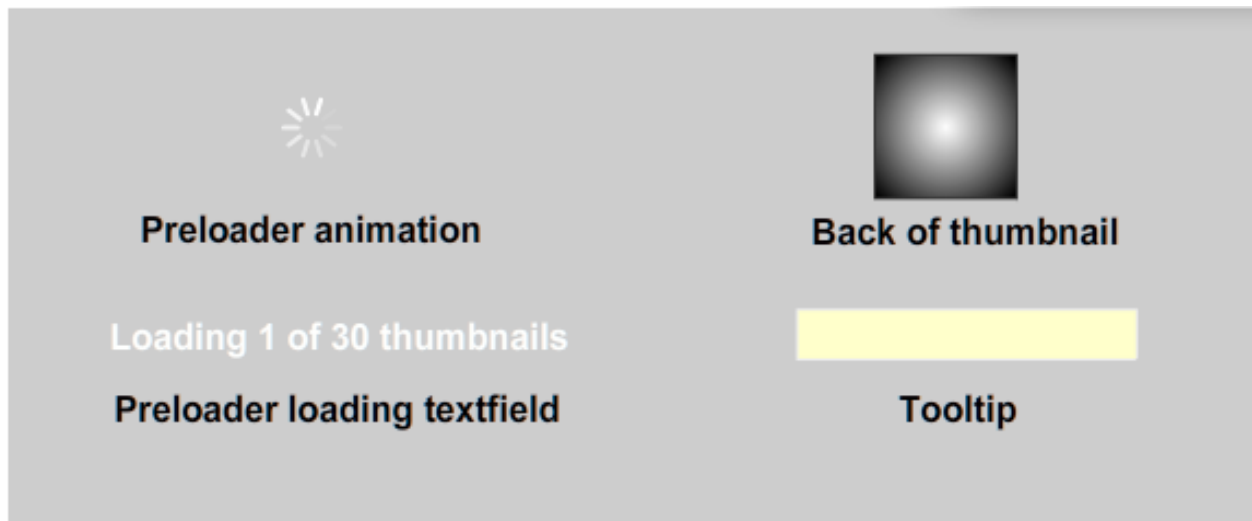 Preloader animation
Back of thumbnail
Loading 1 of 30 thumbnails
Preloader loading textfield
Tooltip